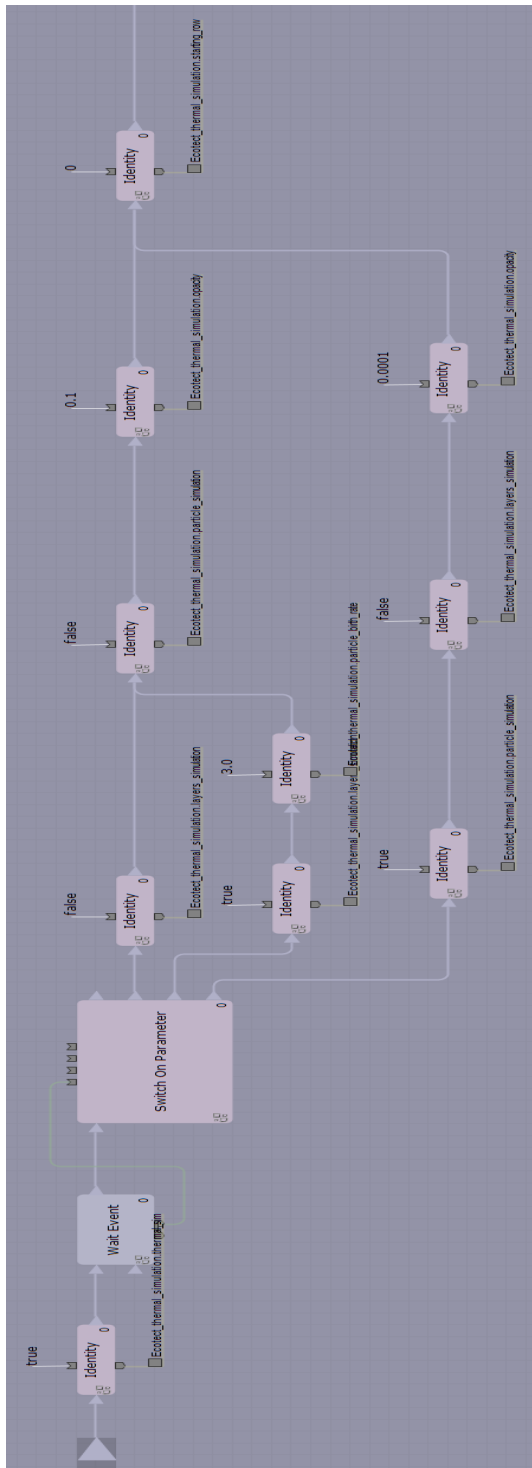 true
Identity
0
Ecotect_thermal_simulation.thermal_sim
Wait Event
0
Switch On Parameter
0
false
Identity
0
Ecotect_thermal_simulation.layers_simulation
false
Identity
0
Ecotect_thermal_simulation.particle_simulation
0.1
Identity
0
Ecotect_thermal_simulation.opacity
0
Identity
0
Ecotect_thermal_simulation.starting_row
true
Identity
0
3.0
Identity
0
Ecotect_thermal_simulation.particle_birth_rate
true
Identity
0
Ecotect_thermal_simulation.particle_simulation
false
Identity
0
Ecotect_thermal_simulation.layers_simulation
0.0001
Identity
0
Ecotect_thermal_simulation.opacity